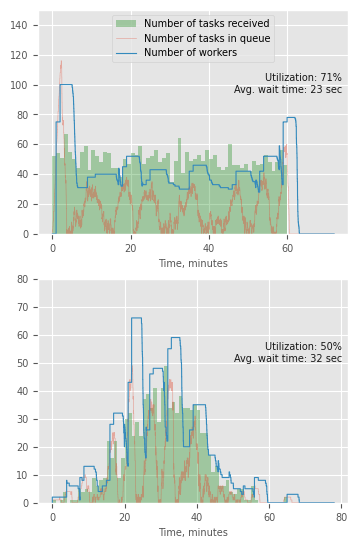 140
120
100
80
60
40
20
0
Number of tasks received
Number of tasks in queue
Number of workers
Utilization: 71%
Avg. wait time: 23 sec
0 20 40 60
Time, minutes
80
70
60
50
40
30
20
10
0
Utilization: 50%
Avg. wait time: 32 sec
0 20 40 60 80
Time, minutes